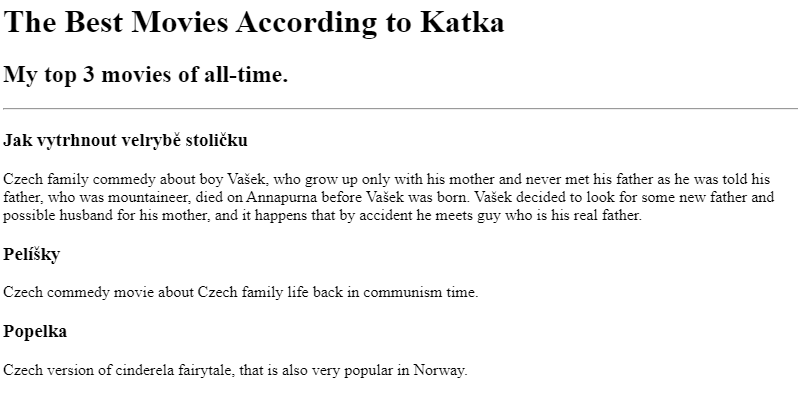 The Best Movies According to Katka
My top 3 movies of all-time.
Jak vytrhnout velrybě stoličku
Czech family commedy about boy Vašek, who grow up only with his mother and never met his father as he was told his
father, who was mountaineer, died on Annapurna before Vašek was born. Vašek decided to look for some new father and
possible husband for his mother, and it happens that by accident he meets guy who is his real father.
Pelíšky
Czech commedy movie about Czech family life back in communism time.
Popelka
Czech version of cinderela fairytale, that is also very popular in Norway.